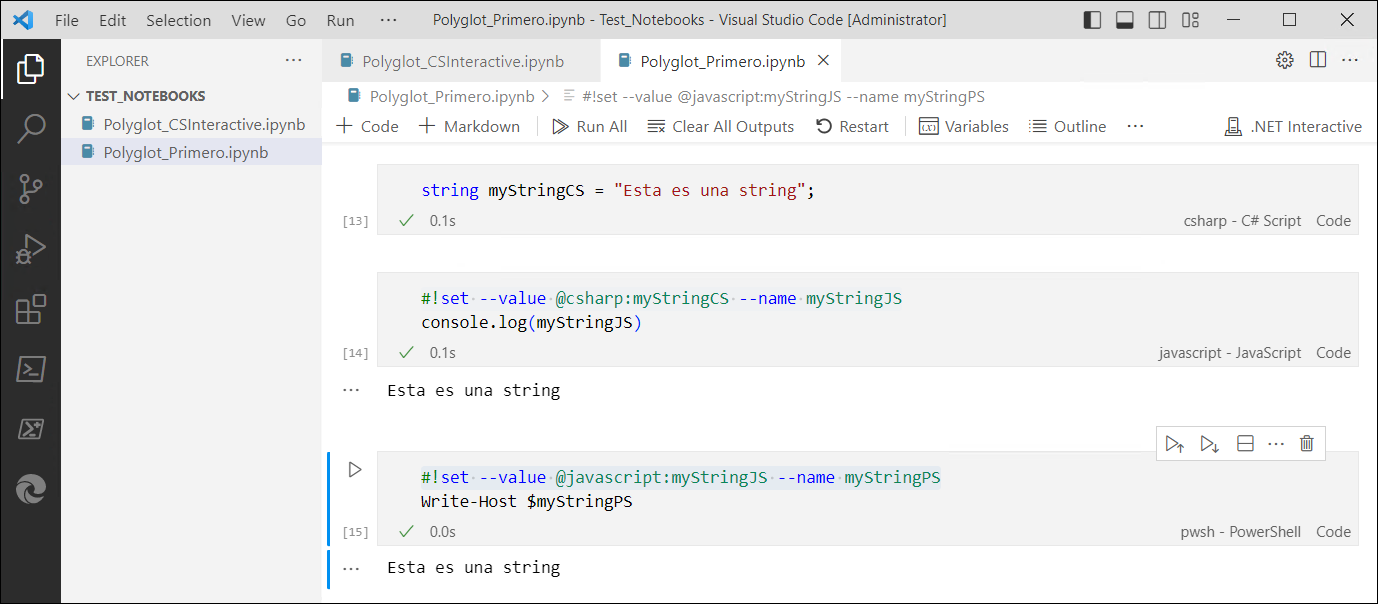 File Edit Selection View Go Run ··· Polyglot_Primero.ipynb - Test_Notebooks - Visual Studio Code [Administrator]
EXPLORER ···
Polyglot_CSInteractive.ipynb Polyglot_Primero.ipynb
TEST_NOTEBOOKS
Polyglot_CSInteractive.ipynb
Polyglot_Primero.ipynb
Polyglot_Primero.ipynb > #!set --value @javascript:myStringJS --name myStringPS
+ Code + Markdown Run All Clear All Outputs Restart Variables Outline ··· .NET Interactive
string myStringCS = "Esta es una string";
[13] ✓ 0.1s csharp - C# Script Code
#!set --value @csharp:myStringCS --name myStringJS
console.log(myStringJS)
[14] ✓ 0.1s javascript - JavaScript Code
··· Esta es una string
#!set --value @javascript:myStringJS --name myStringPS
Write-Host $myStringPS
[15] ✓ 0.0s pwsh - PowerShell Code
··· Esta es una string